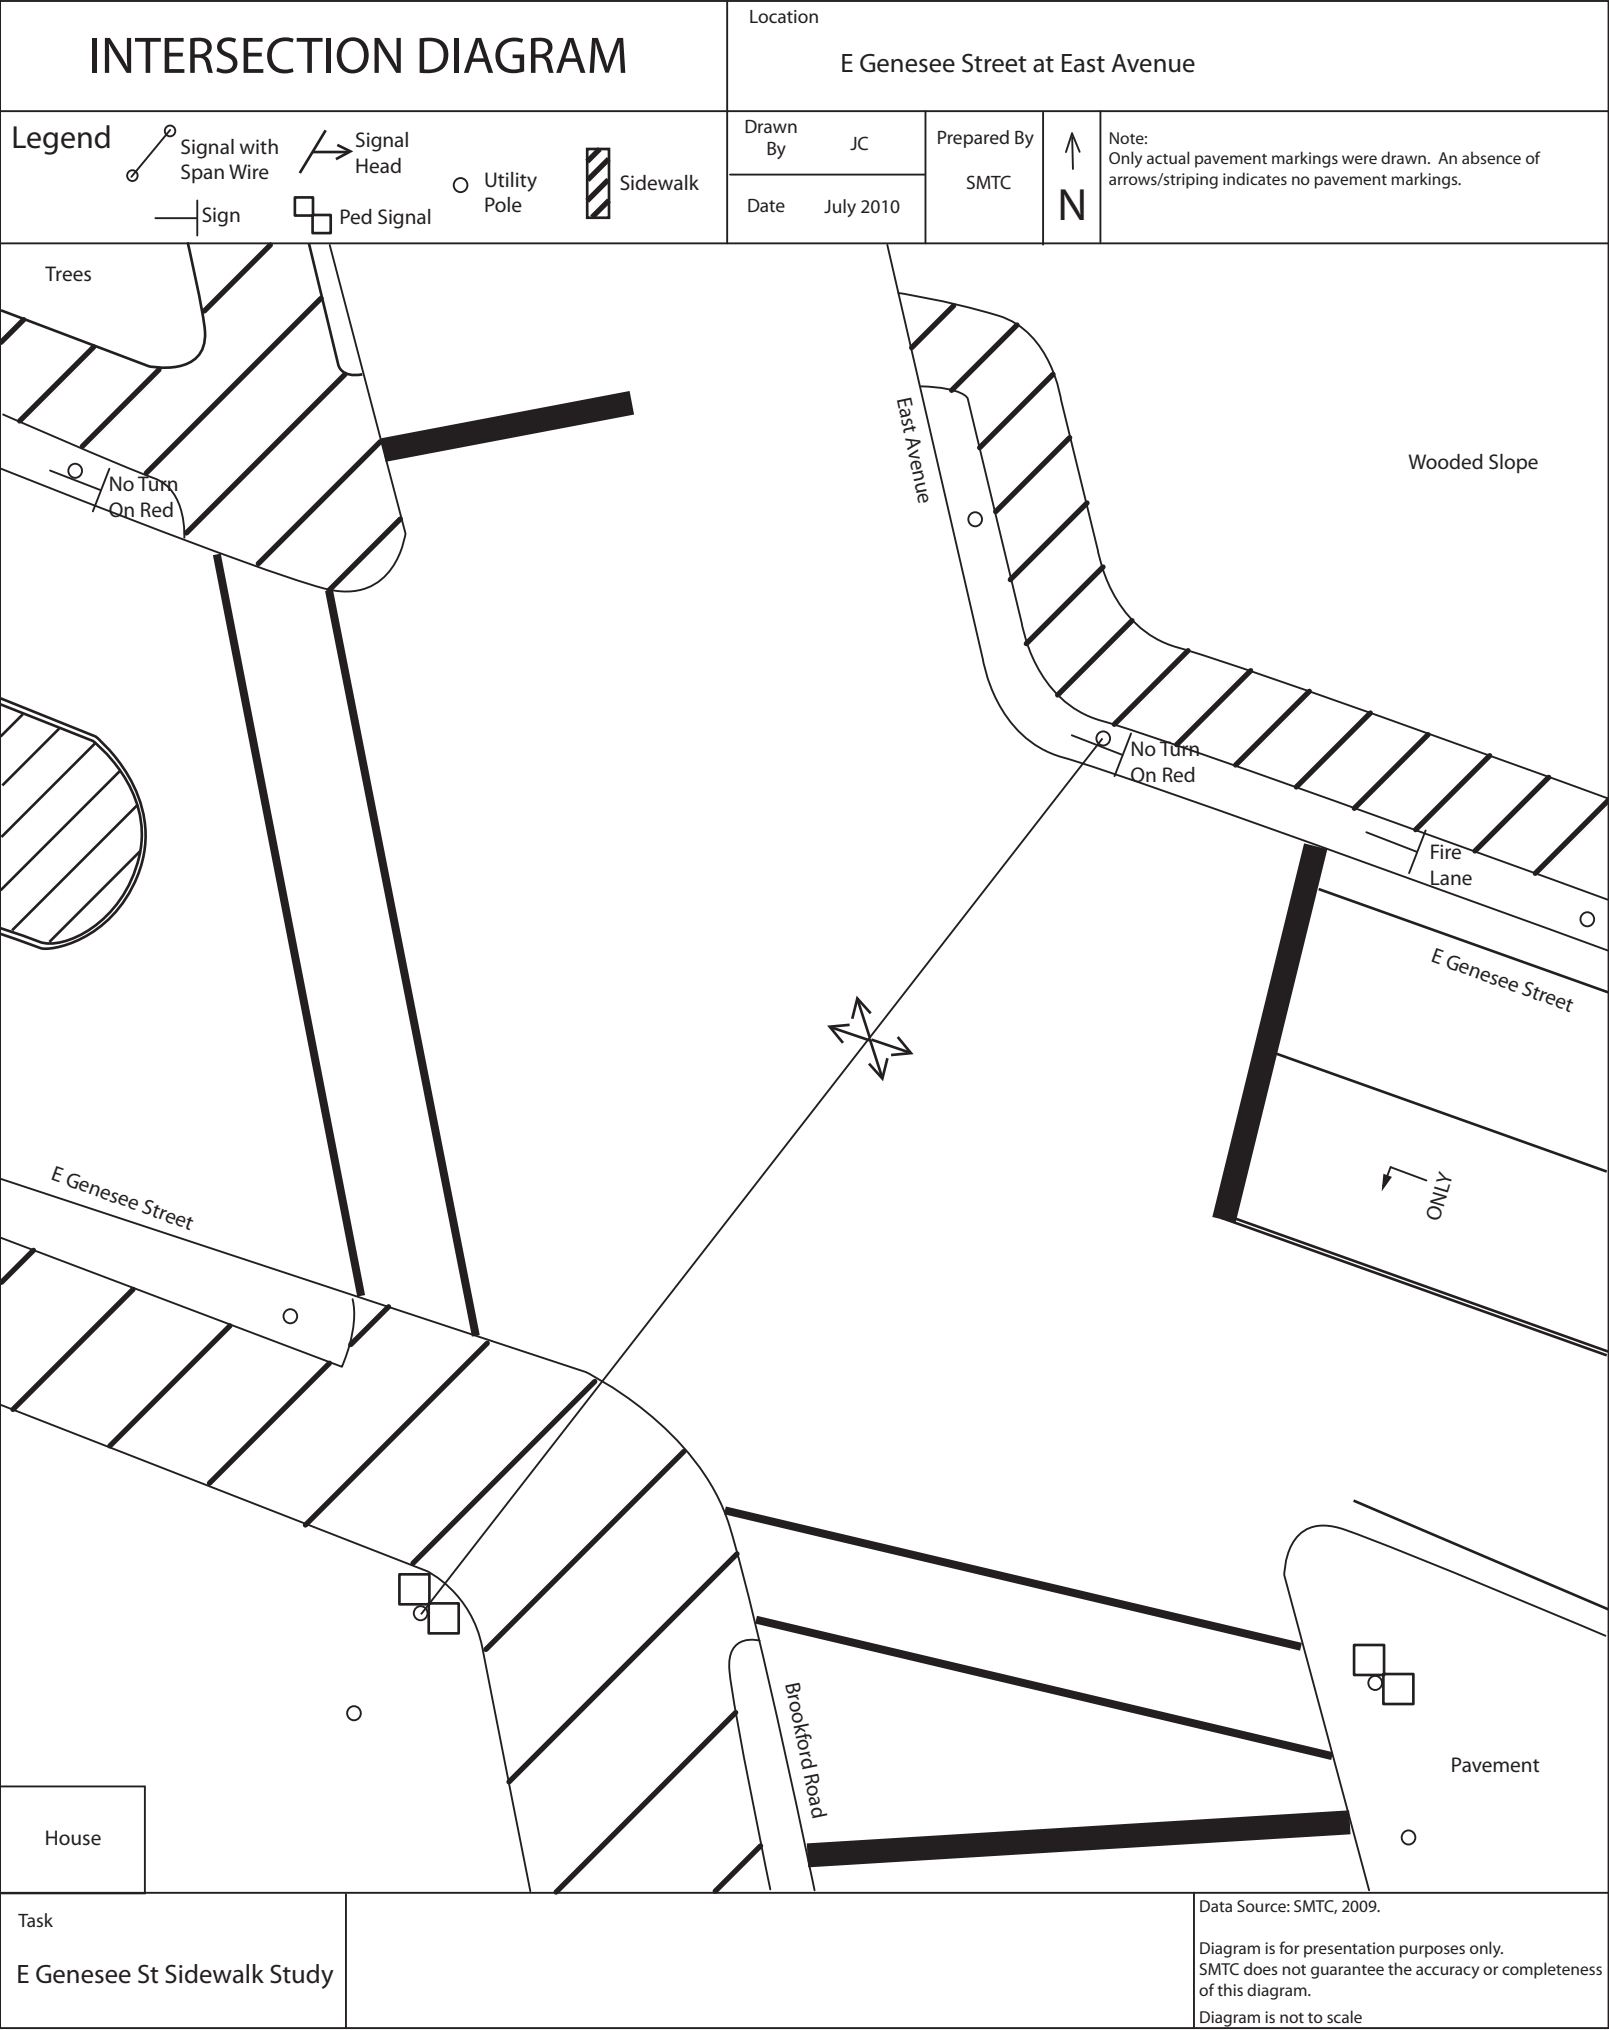 INTERSECTION DIAGRAM
Location
E Genesee Street at East Avenue
Legend
Signal with
Span Wire
Signal
Head
Sign
Ped Signal
Utility
Pole
Sidewalk
Drawn
By
JC
Date
July 2010
Prepared By
SMTC
N
Note:
Only actual pavement markings were drawn. An absence of
arrows/striping indicates no pavement markings.
Trees
East Avenue
Wooded Slope
No Turn
On Red
No Turn
On Red
Fire
Lane
E Genesee Street
E Genesee Street
ONLY
Brookford Road
Pavement
House
Task
E Genesee St Sidewalk Study
Data Source: SMTC, 2009.
Diagram is for presentation purposes only.
SMTC does not guarantee the accuracy or completeness
of this diagram.
Diagram is not to scale